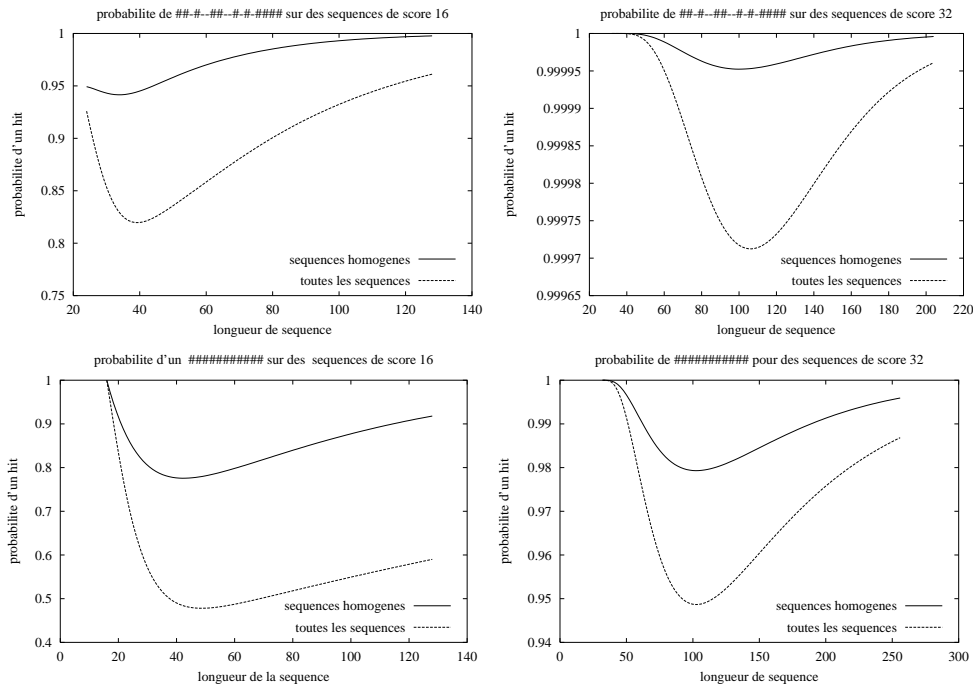 probabilite de ##-#--##--#-#-#### sur des sequences de score 16
1
0.95
0.9
0.85
0.8
0.75
probabilite d'un hit
20 40 60 80 100 120 140
longueur de sequence
sequences homogenes
toutes les sequences
probabilite de ##-#--##--#-#-#### sur des sequences de score 32
1
0.99995
0.9999
0.99985
0.9998
0.99975
0.9997
0.99965
probabilite d'un hit
20 40 60 80 100 120 140 160 180 200 220
longueur de sequence
sequences homogenes
toutes les sequences
probabilite d'un ########### sur des sequences de score 16
1
0.9
0.8
0.7
0.6
0.5
0.4
probabilite d'un hit
0 20 40 60 80 100 120 140
longueur de la sequence
sequences homogenes
toutes les sequences
probabilite de ########### pour des sequences de score 32
1
0.99
0.98
0.97
0.96
0.95
0.94
probabilite d'un hit
0 50 100 150 200 250 300
longueur de sequence
sequences homogenes
toutes les sequences